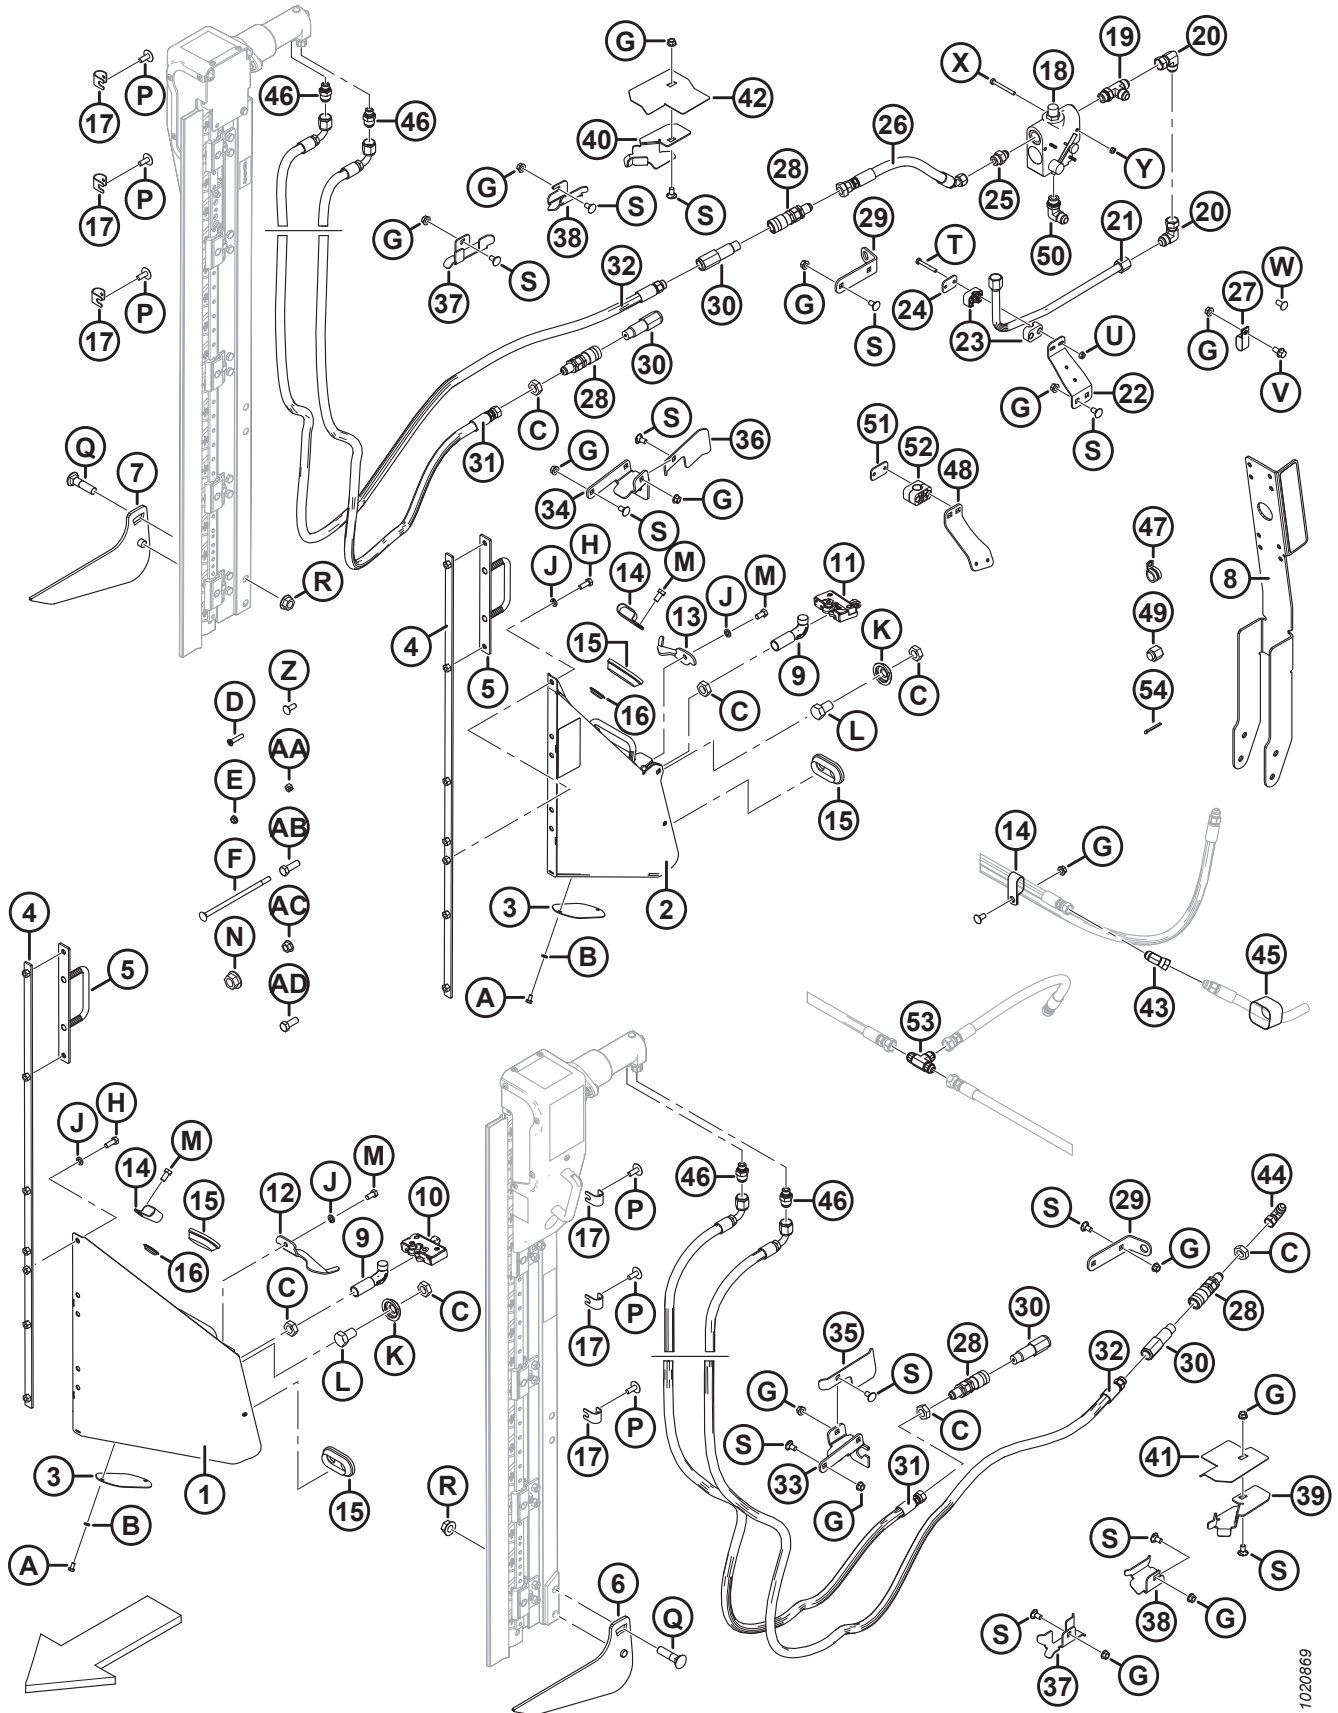 G
19
20
X
18
17
P
46
42
40
26
46
28
Y
17
P
G
S
S
25
29
38
G
50
21
20
T
W
17
P
37
S
32
30
G
24
27
23
U
G
S
V
30
28
C
G
22
S
S
36
51
52
48
Q
7
31
G
34
G
S
47
H
J
14
M
11
R
4
13
J
M
8
15
K
49
5
9
C
16
C
54
Z
D
L
AA
E
15
AB
F
14
G
4
3
2
AC
5
N
B
45
A
43
AD
53
H
J
M
14
12
J
M
10
46
46
44
15
17
P
S
29
9
G
C
16
C
C
28
17
P
35
30
K
28
32
30
L
S
G
G
17
P
C
S
41
3
1
15
R
33
31
39
B
G
S
A
6
S
38
G
S
Q
37
G
1020869